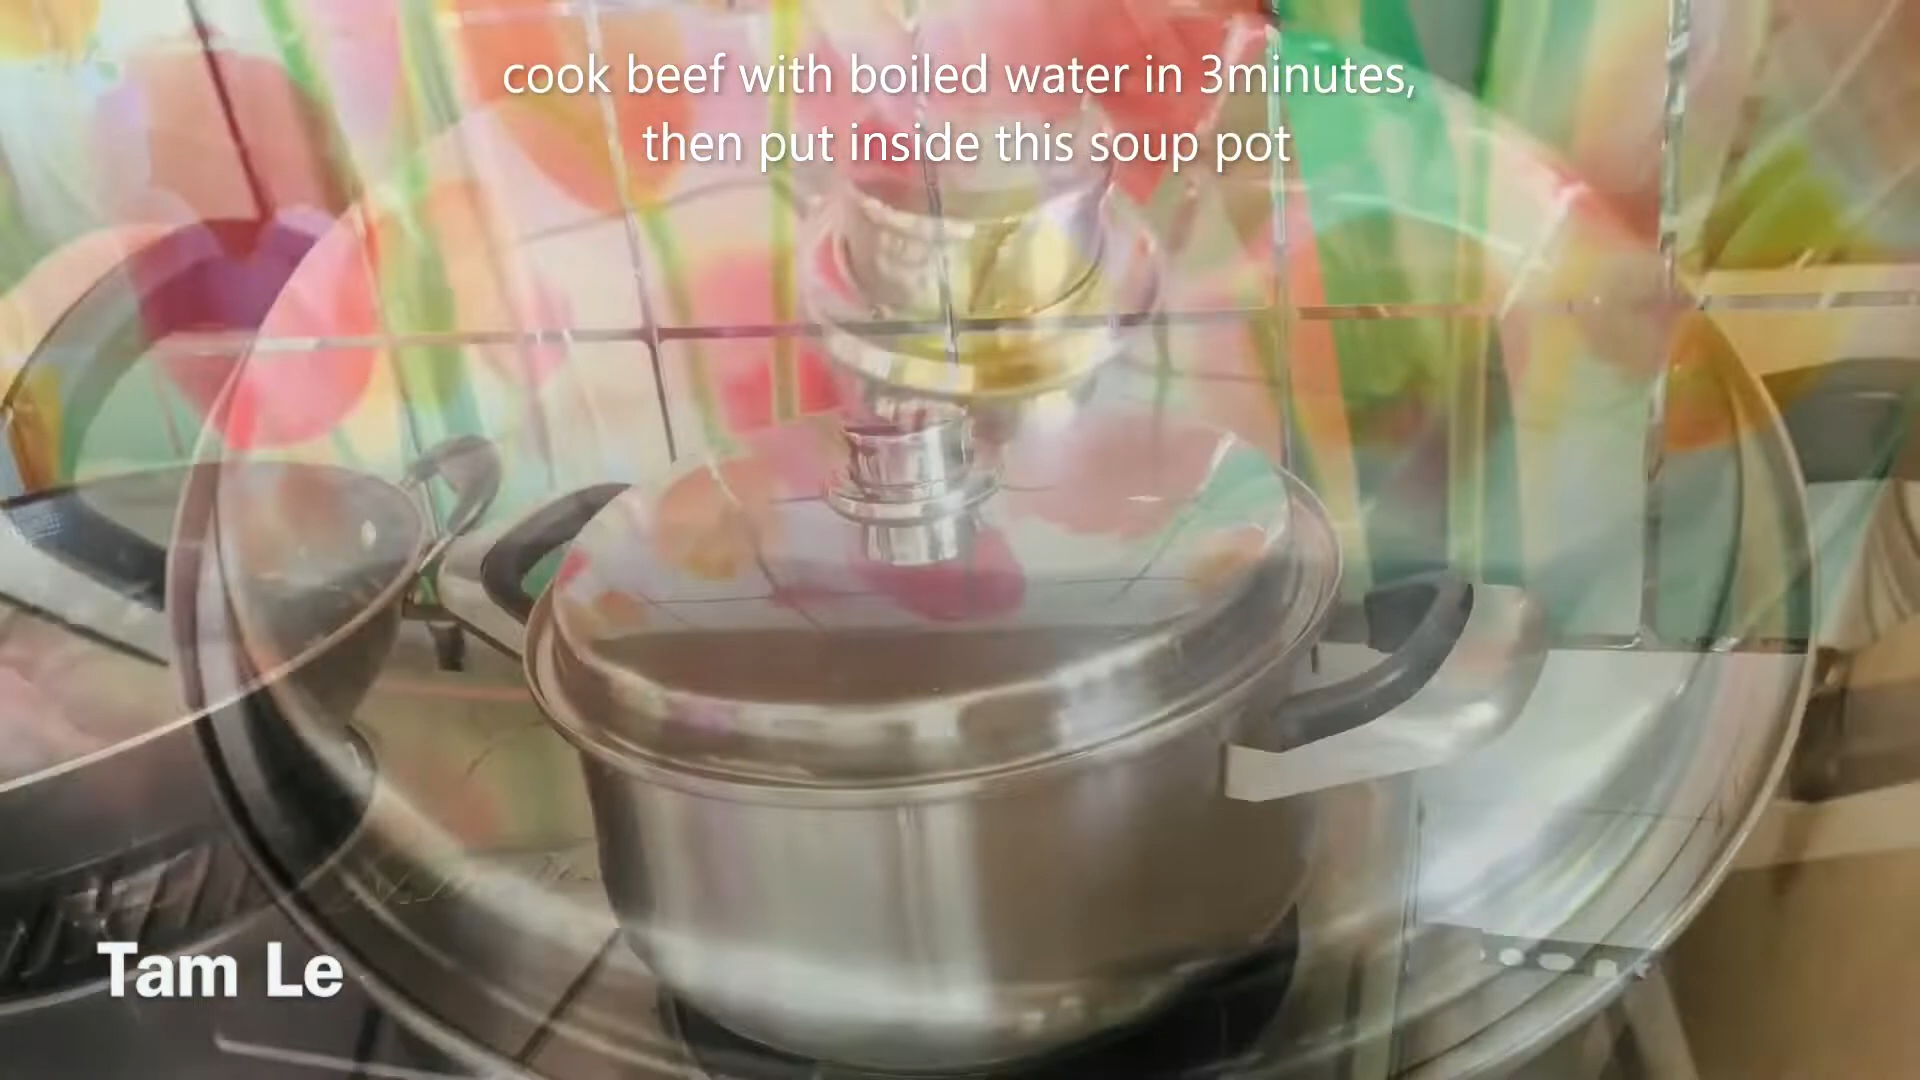 cook beef with boiled water in 3minutes,
then put inside this soup pot
Tam Le